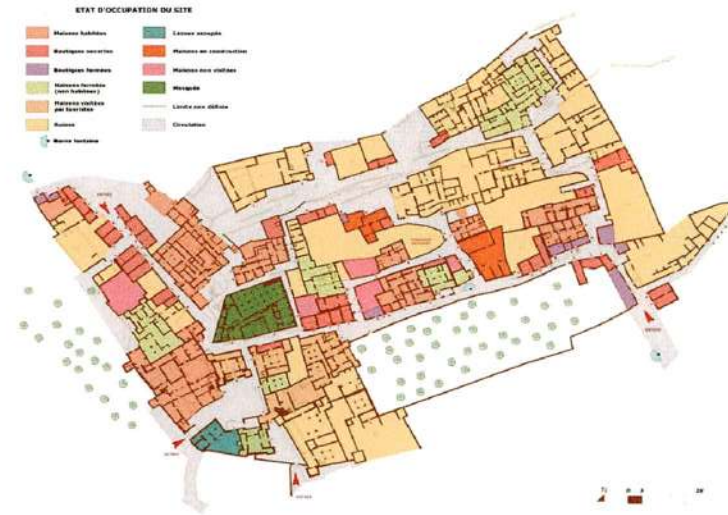 ETAT D'OCCUPATION DU SITE
Maisons habitées
Boutiques ouvertes
Boutiques fermées
Maisons fermées
(non habitées)
Maisons visitées
par touristes
Ruines
Borne fontaine
Locaux occupés
Maisons en construction
Maisons non visitées
Mosquée
Limite non définie
Circulation